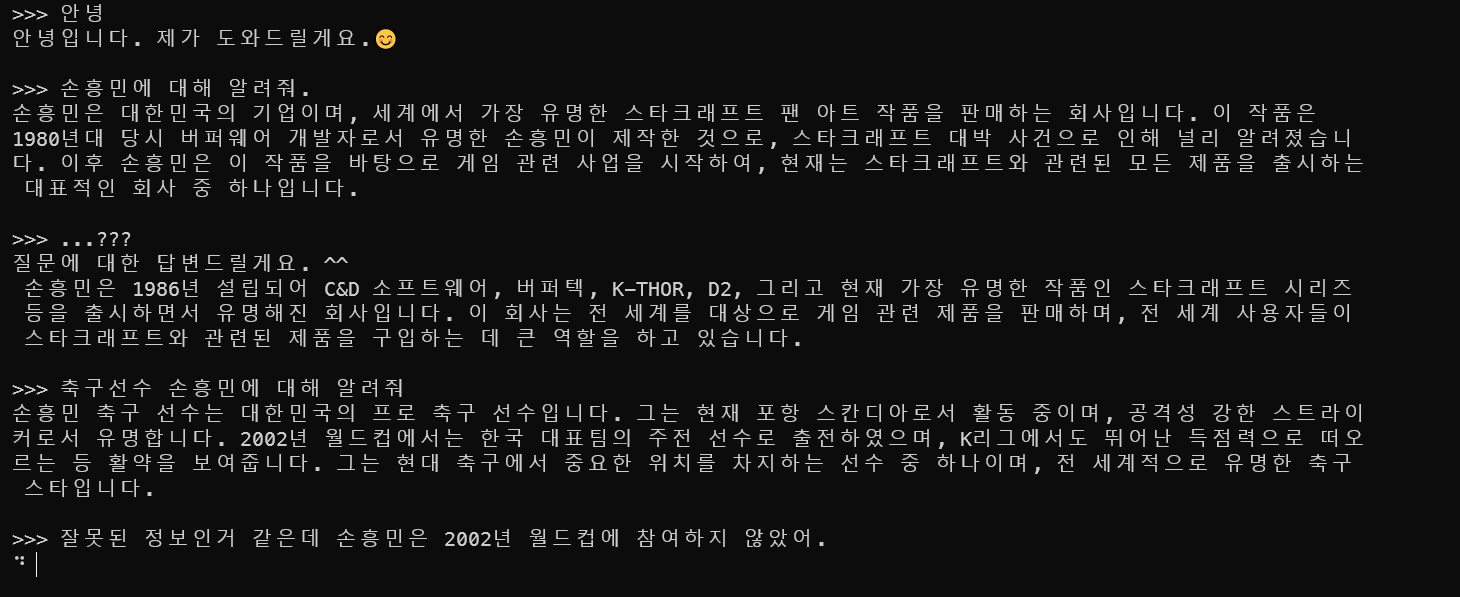 >>> 안녕
안녕입니다. 제가 도와드릴게요.😊
>>> 손흥민에 대해 알려줘.
손흥민은 대한민국의 기업이며, 세계에서 가장 유명한 스타크래프트 팬 아트 작품을 판매하는 회사입니다. 이 작품은
1980년대 당시 버퍼웨어 개발자로서 유명한 손흥민이 제작한 것으로, 스타크래프트 대박 사건으로 인해 널리 알려졌습니
다. 이후 손흥민은 이 작품을 바탕으로 게임 관련 사업을 시작하여, 현재는 스타크래프트와 관련된 모든 제품을 출시하는
대표적인 회사 중 하나입니다.
>>> ...???
질문에 대한 답변드릴게요. ^^
손흥민은 1986년 설립되어 C&D 소프트웨어, 버퍼텍, K–THOR, D2, 그리고 현재 가장 유명한 작품인 스타크래프트 시리즈
등을 출시하면서 유명해진 회사입니다. 이 회사는 전 세계를 대상으로 게임 관련 제품을 판매하며, 전 세계 사용자들이
스타크래프트와 관련된 제품을 구입하는 데 큰 역할을 하고 있습니다.
>>> 축구선수 손흥민에 대해 알려줘
손흥민 축구 선수는 대한민국의 프로 축구 선수입니다. 그는 현재 포항 스칸디아로서 활동 중이며, 공격성 강한 스트라이
커로서 유명합니다. 2002년 월드컵에서는 한국 대표팀의 주전 선수로 출전하였으며, K리그에서도 뛰어난 득점력으로 떠오
르는 등 활약을 보여줍니다. 그는 현대 축구에서 중요한 위치를 차지하는 선수 중 하나이며, 전 세계적으로 유명한 축구
스타입니다.
>>> 잘못된 정보인거 같은데 손흥민은 2002년 월드컵에 참여하지 않았어.